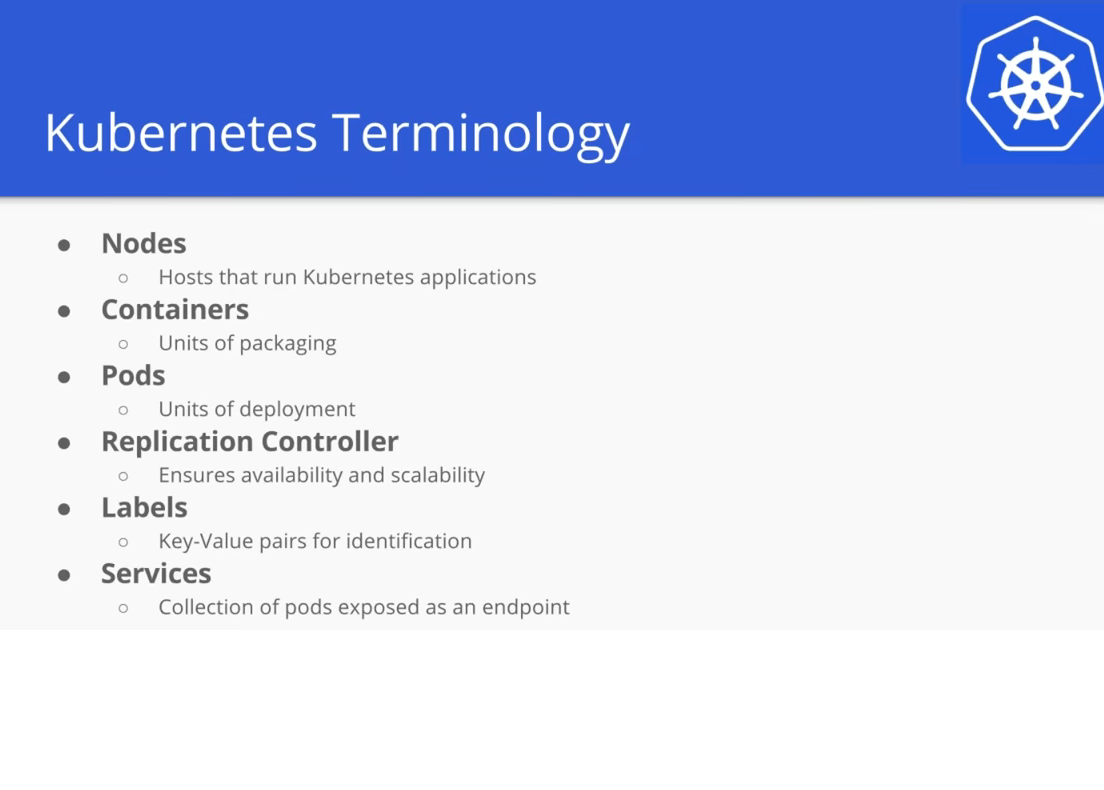 Kubernetes Terminology
● Nodes
○ Hosts that run Kubernetes applications
● Containers
○ Units of packaging
● Pods
○ Units of deployment
● Replication Controller
○ Ensures availability and scalability
● Labels
○ Key-Value pairs for identification
● Services
○ Collection of pods exposed as an endpoint